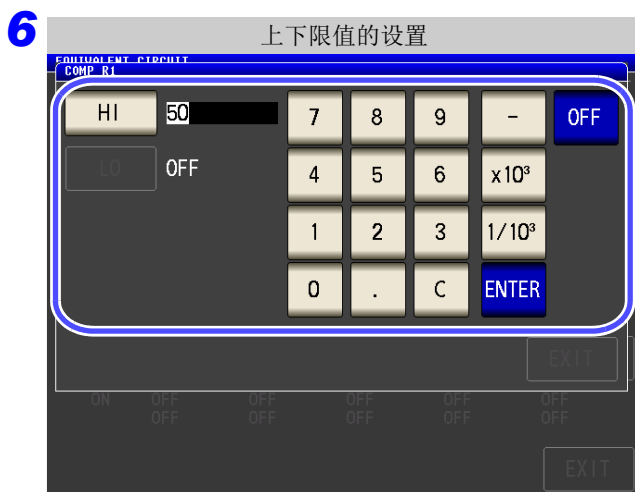 6 上下限值的设置
EQUIVALENT CIRCUIT
COMP R1
HI 50 7 8 9 - OFF
LO OFF 4 5 6 x10³
1 2 3 1/10³
0 . C ENTER
EXIT
ON OFF OFF OFF OFF OFF
OFF OFF OFF OFF OFF
EXIT